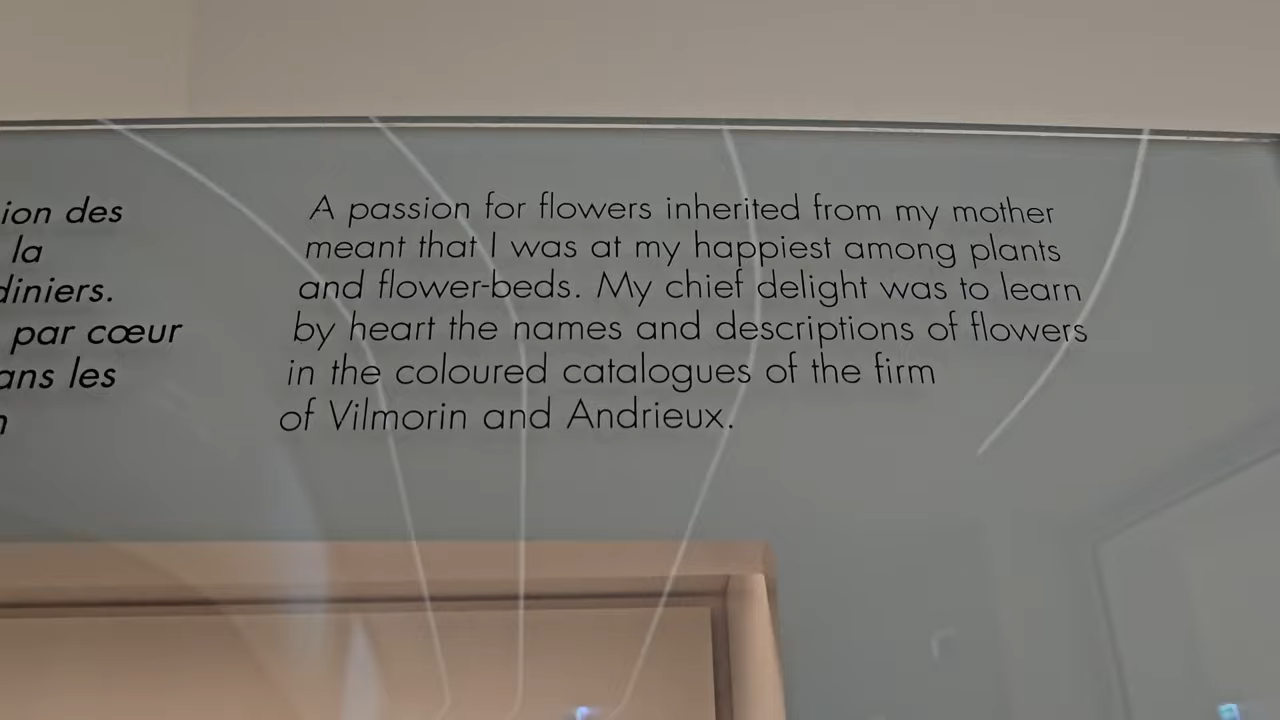 ion des
la
diniers.
par cœur
ans les
A passion for flowers inherited from my mother
meant that I was at my happiest among plants
and flower-beds. My chief delight was to learn
by heart the names and descriptions of flowers
in the coloured catalogues of the firm
of Vilmorin and Andrieux.